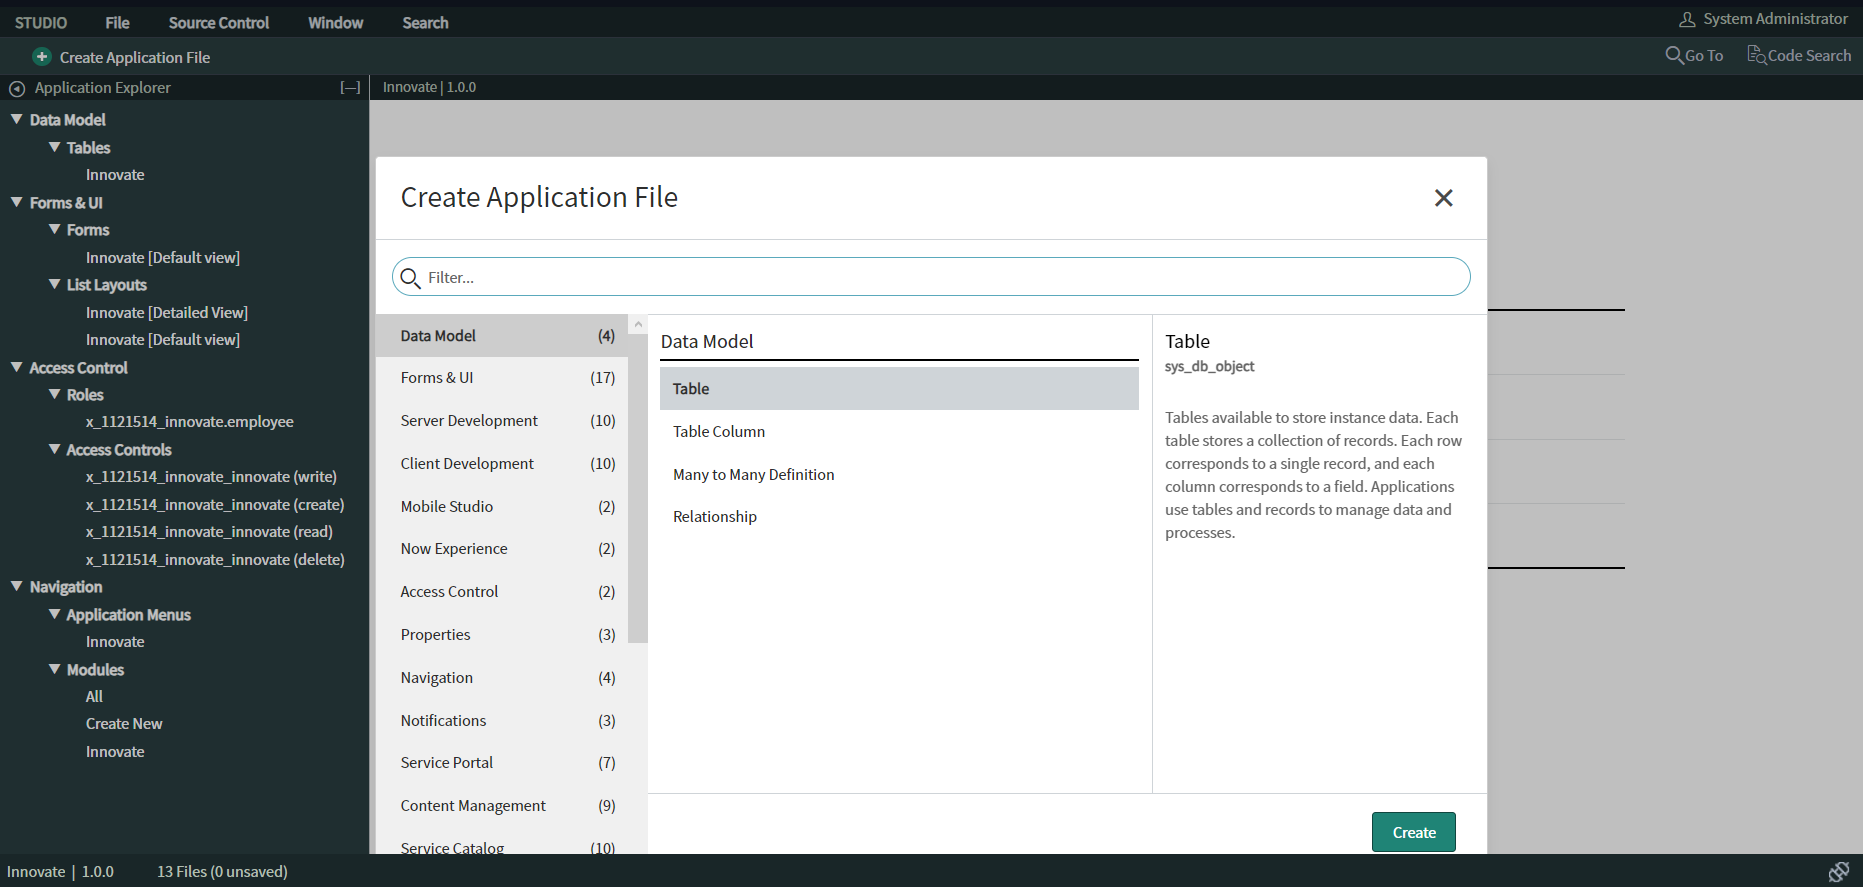 STUDIO File Source Control Window Search
System Administrator
Create Application File
Go To Code Search
Application Explorer [—]
Innovate | 1.0.0
Data Model
Tables
Innovate
Forms & UI
Forms
Innovate [Default view]
List Layouts
Innovate [Detailed View]
Innovate [Default view]
Access Control
Roles
x_1121514_innovate.employee
Access Controls
x_1121514_innovate_innovate (write)
x_1121514_innovate_innovate (create)
x_1121514_innovate_innovate (read)
x_1121514_innovate_innovate (delete)
Navigation
Application Menus
Innovate
Modules
All
Create New
Innovate
Create Application File
Filter...
Data Model (4)
Forms & UI (17)
Server Development (10)
Client Development (10)
Mobile Studio (2)
Now Experience (2)
Access Control (2)
Properties (3)
Navigation (4)
Notifications (3)
Service Portal (7)
Content Management (9)
Service Catalog (10)
Data Model
Table
Table Column
Many to Many Definition
Relationship
Table
sys_db_object
Tables available to store instance data. Each
table stores a collection of records. Each row
corresponds to a single record, and each
column corresponds to a field. Applications
use tables and records to manage data and
processes.
Create
Innovate | 1.0.0 13 Files (0 unsaved)